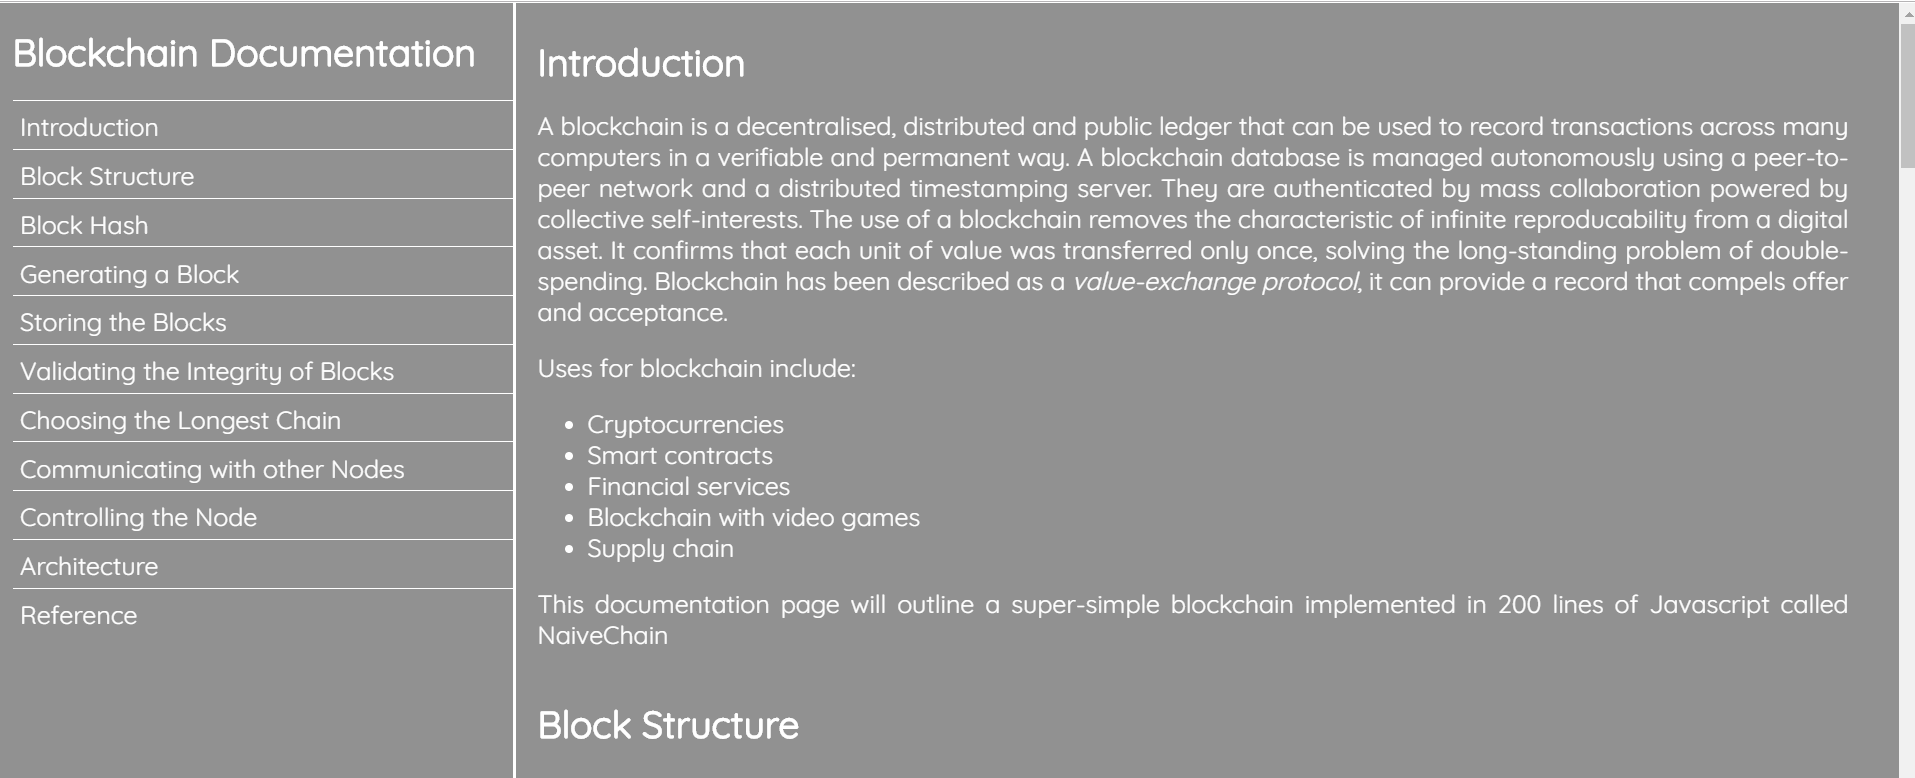 Blockchain Documentation
Introduction
Block Structure
Block Hash
Generating a Block
Storing the Blocks
Validating the Integrity of Blocks
Choosing the Longest Chain
Communicating with other Nodes
Controlling the Node
Architecture
Reference
Introduction
A blockchain is a decentralised, distributed and public ledger that can be used to record transactions across many
computers in a verifiable and permanent way. A blockchain database is managed autonomously using a peer-to-
peer network and a distributed timestamping server. They are authenticated by mass collaboration powered by
collective self-interests. The use of a blockchain removes the characteristic of infinite reproducability from a digital
asset. It confirms that each unit of value was transferred only once, solving the long-standing problem of double-
spending. Blockchain has been described as a value-exchange protocol, it can provide a record that compels offer
and acceptance.
Uses for blockchain include:
• Cryptocurrencies
• Smart contracts
• Financial services
• Blockchain with video games
• Supply chain
This documentation page will outline a super-simple blockchain implemented in 200 lines of Javascript called
NaiveChain
Block Structure